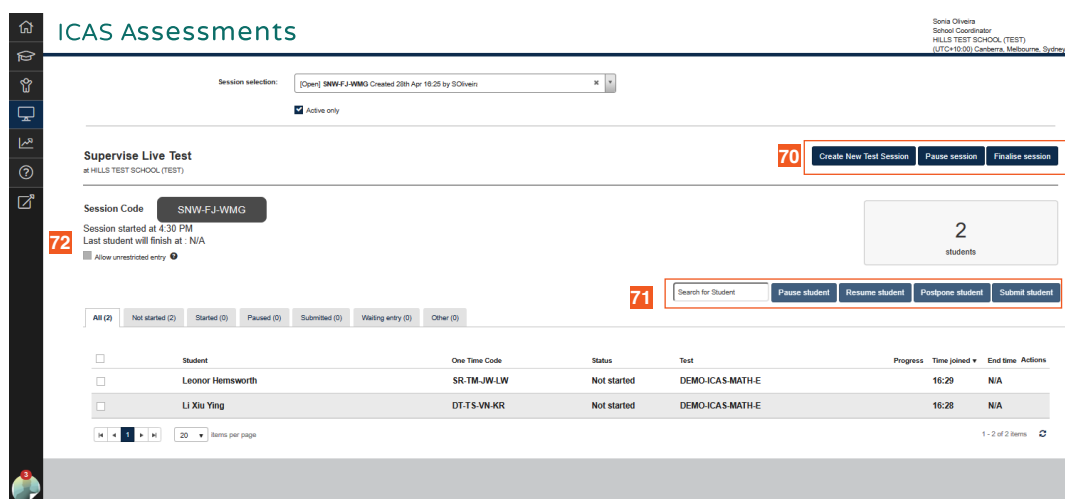 ICAS Assessments
Sonia Oliveira
School Coordinator
HILLS TEST SCHOOL (TEST)
(UTC+10:00) Canberra, Melbourne, Sydney
Session selection:
[Open] SNW-FJ-WMG Created 28th Apr 16:25 by SOliveira
Active only
Supervise Live Test
at HILLS TEST SCHOOL (TEST)
70
Create New Test Session Pause session Finalise session
Session Code SNW-FJ-WMG
Session started at 4:30 PM
72
Last student will finish at : N/A
Allow unrestricted entry ?
2
students
71
Search for Student Pause student Resume student Postpone student Submit student
All (2) Not started (2) Started (0) Paused (0) Submitted (0) Waiting entry (0) Other (0)
Student One Time Code Status Test Progress Time joined End time Actions
Leonor Hemsworth SR-TM-JW-LW Not started DEMO-ICAS-MATH-E 16:29 N/A
Li Xiu Ying DT-TS-VN-KR Not started DEMO-ICAS-MATH-E 16:28 N/A
1 20 items per page 1 - 2 of 2 items
3